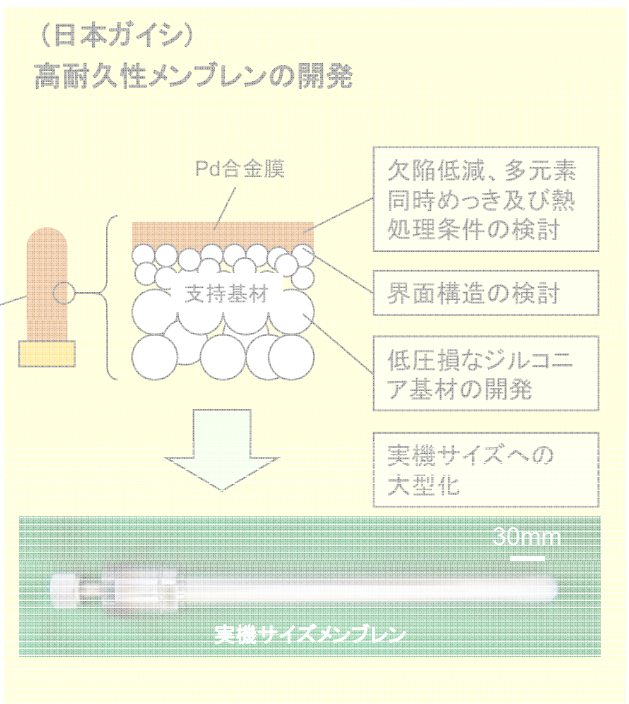 （日本ガイシ）
高耐久性メンブレンの開発
Pd合金膜
欠陥低減、多元素
同時めっき及び熱
処理条件の検討
支持基材
界面構造の検討
低圧損なジルコニ
ア基材の開発
実機サイズへの
大型化
30mm
実機サイズメンブレン